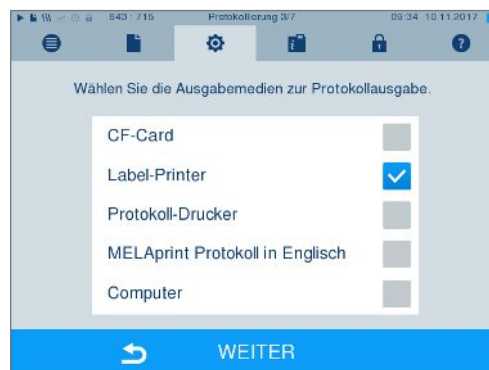 643 : 715 Protokollierung 3/7 09:34 10.11.2017
Wählen Sie die Ausgabemedien zur Protokollausgabe.
CF-Card
Label-Printer
Protokoll-Drucker
MELAprint Protokoll in Englisch
Computer
WEITER